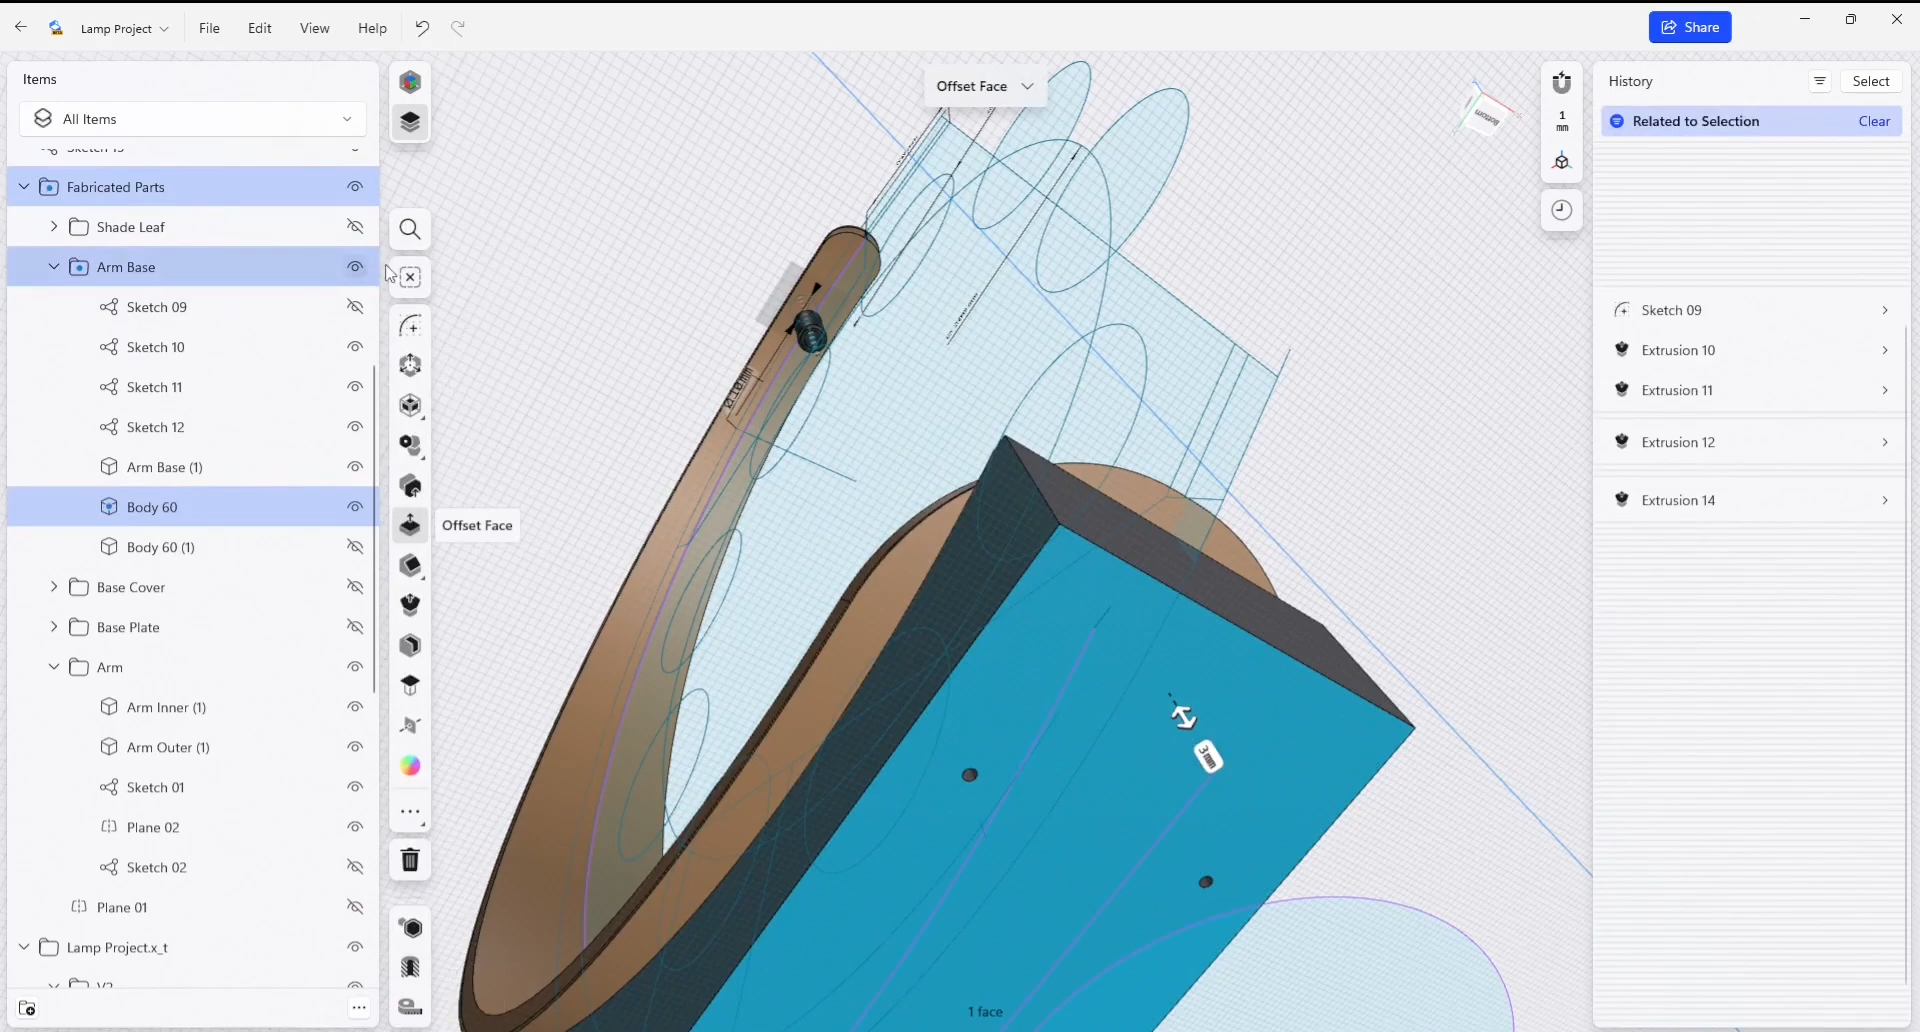 Lamp Project
File
Edit
View
Help
Share
Items
All Items
Fabricated Parts
Shade Leaf
Arm Base
Sketch 09
Sketch 10
Sketch 11
Sketch 12
Arm Base (1)
Body 60
Body 60 (1)
Base Cover
Base Plate
Arm
Arm Inner (1)
Arm Outer (1)
Sketch 01
Plane 02
Sketch 02
Plane 01
Lamp Project.x_t
Offset Face
Offset Face
3 mm
1 face
Bottom
1
mm
History
Select
Related to Selection
Clear
Sketch 09
Extrusion 10
Extrusion 11
Extrusion 12
Extrusion 14